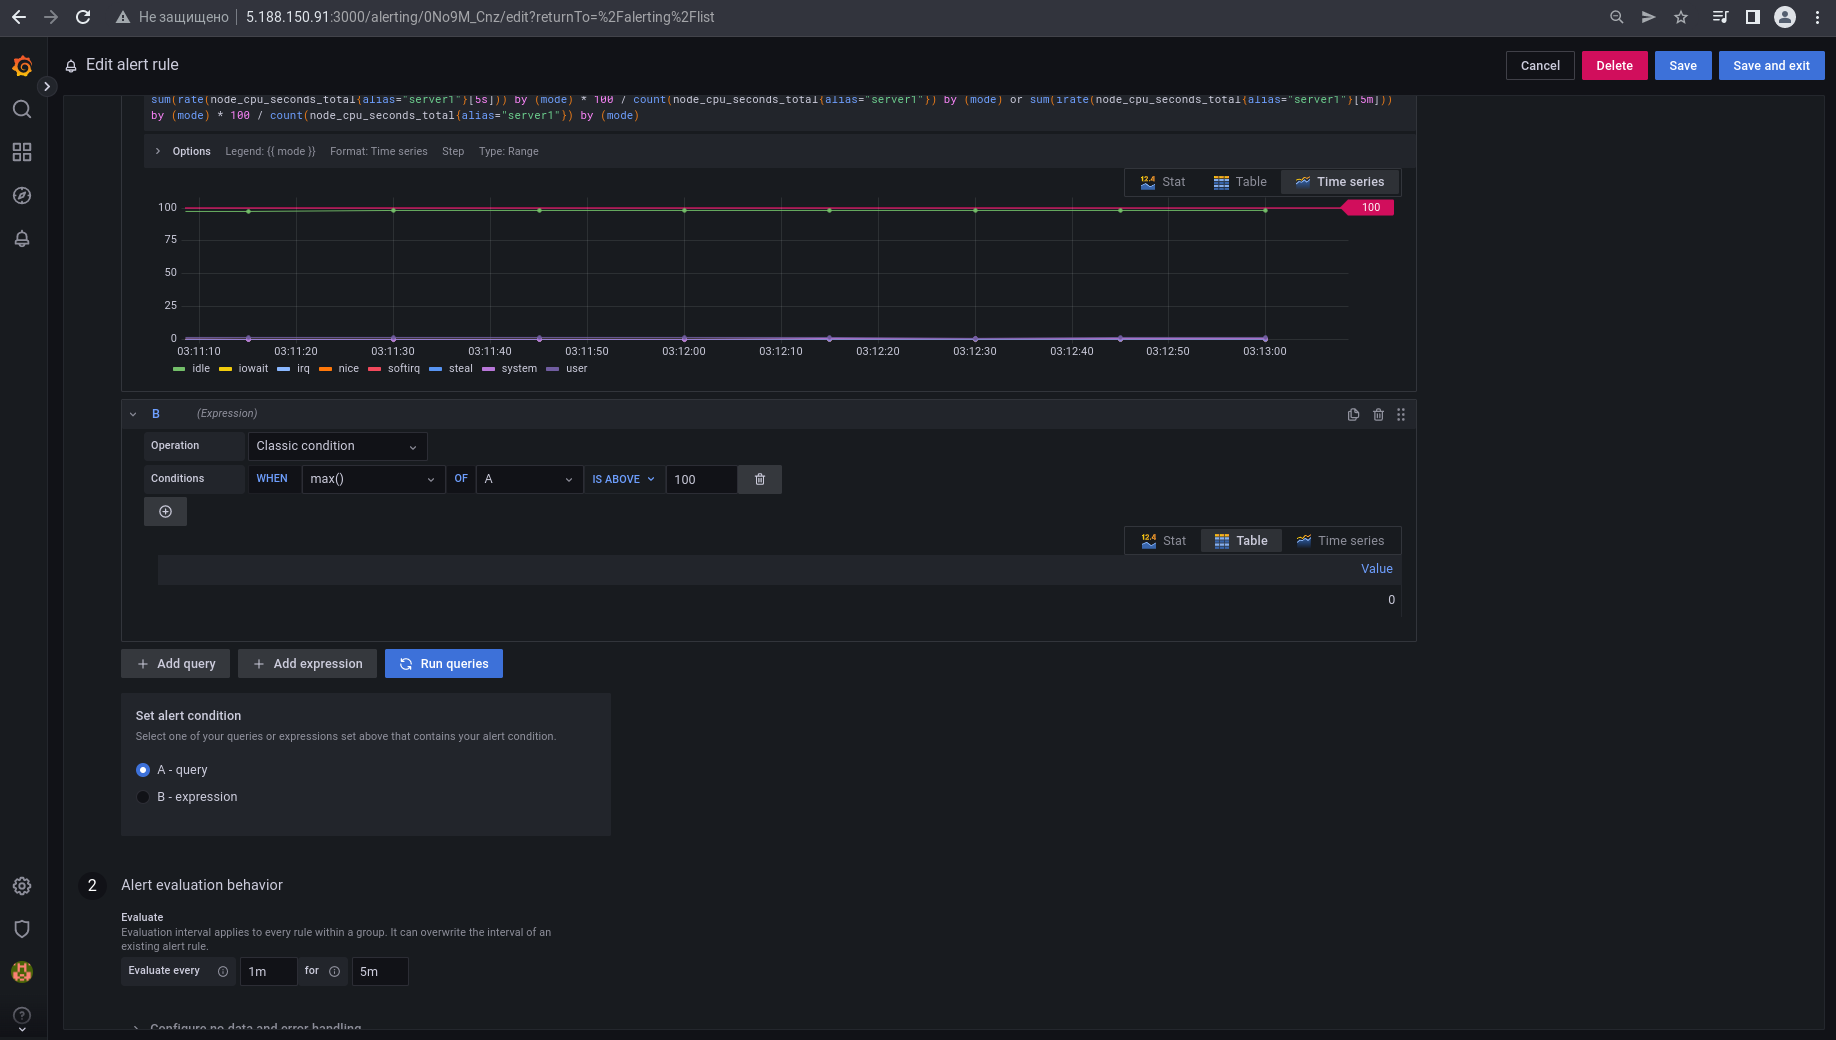 Не защищено
5.188.150.91:3000/alerting/0No9M_Cnz/edit?returnTo=%2Falerting%2Flist
Edit alert rule
Cancel
Delete
Save
Save and exit
sum(rate(node_cpu_seconds_total{alias="server1"}[5s])) by (mode) * 100 / count(node_cpu_seconds_total{alias="server1"}) by (mode) or sum(irate(node_cpu_seconds_total{alias="server1"}[5m]))
by (mode) * 100 / count(node_cpu_seconds_total{alias="server1"}) by (mode)
Options Legend: {{ mode }} Format: Time series Step Type: Range
12.4 Stat Table Time series
100
100
75
50
25
0
03:11:10 03:11:20 03:11:30 03:11:40 03:11:50 03:12:00 03:12:10 03:12:20 03:12:30 03:12:40 03:12:50 03:13:00
idle iowait irq nice softirq steal system user
B (Expression)
Operation Classic condition
Conditions WHEN max() OF A IS ABOVE 100
12.4 Stat Table Time series
Value
0
Add query Add expression Run queries
Set alert condition
Select one of your queries or expressions set above that contains your alert condition.
A - query
B - expression
2 Alert evaluation behavior
Evaluate
Evaluation interval applies to every rule within a group. It can overwrite the interval of an
existing alert rule.
Evaluate every 1m for 5m
Configure no data and error handling